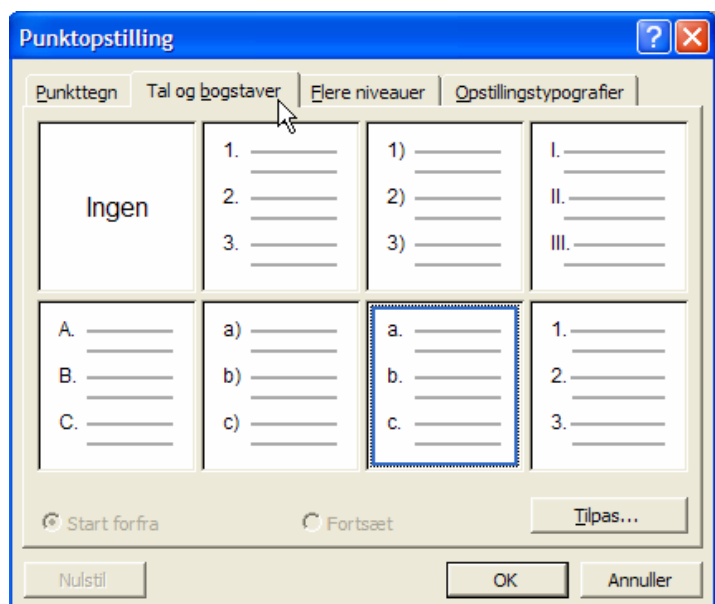 Punktopstilling
Punkttegn Tal og bogstaver Flere niveauer Opstillingstypografier
Ingen
1.
2.
3.
1)
2)
3)
I.
II.
III.
A.
B.
C.
a)
b)
c)
a.
b.
c.
1.
2.
3.
Start forfra Fortsæt Tilpas...
Nulstil OK Annuller